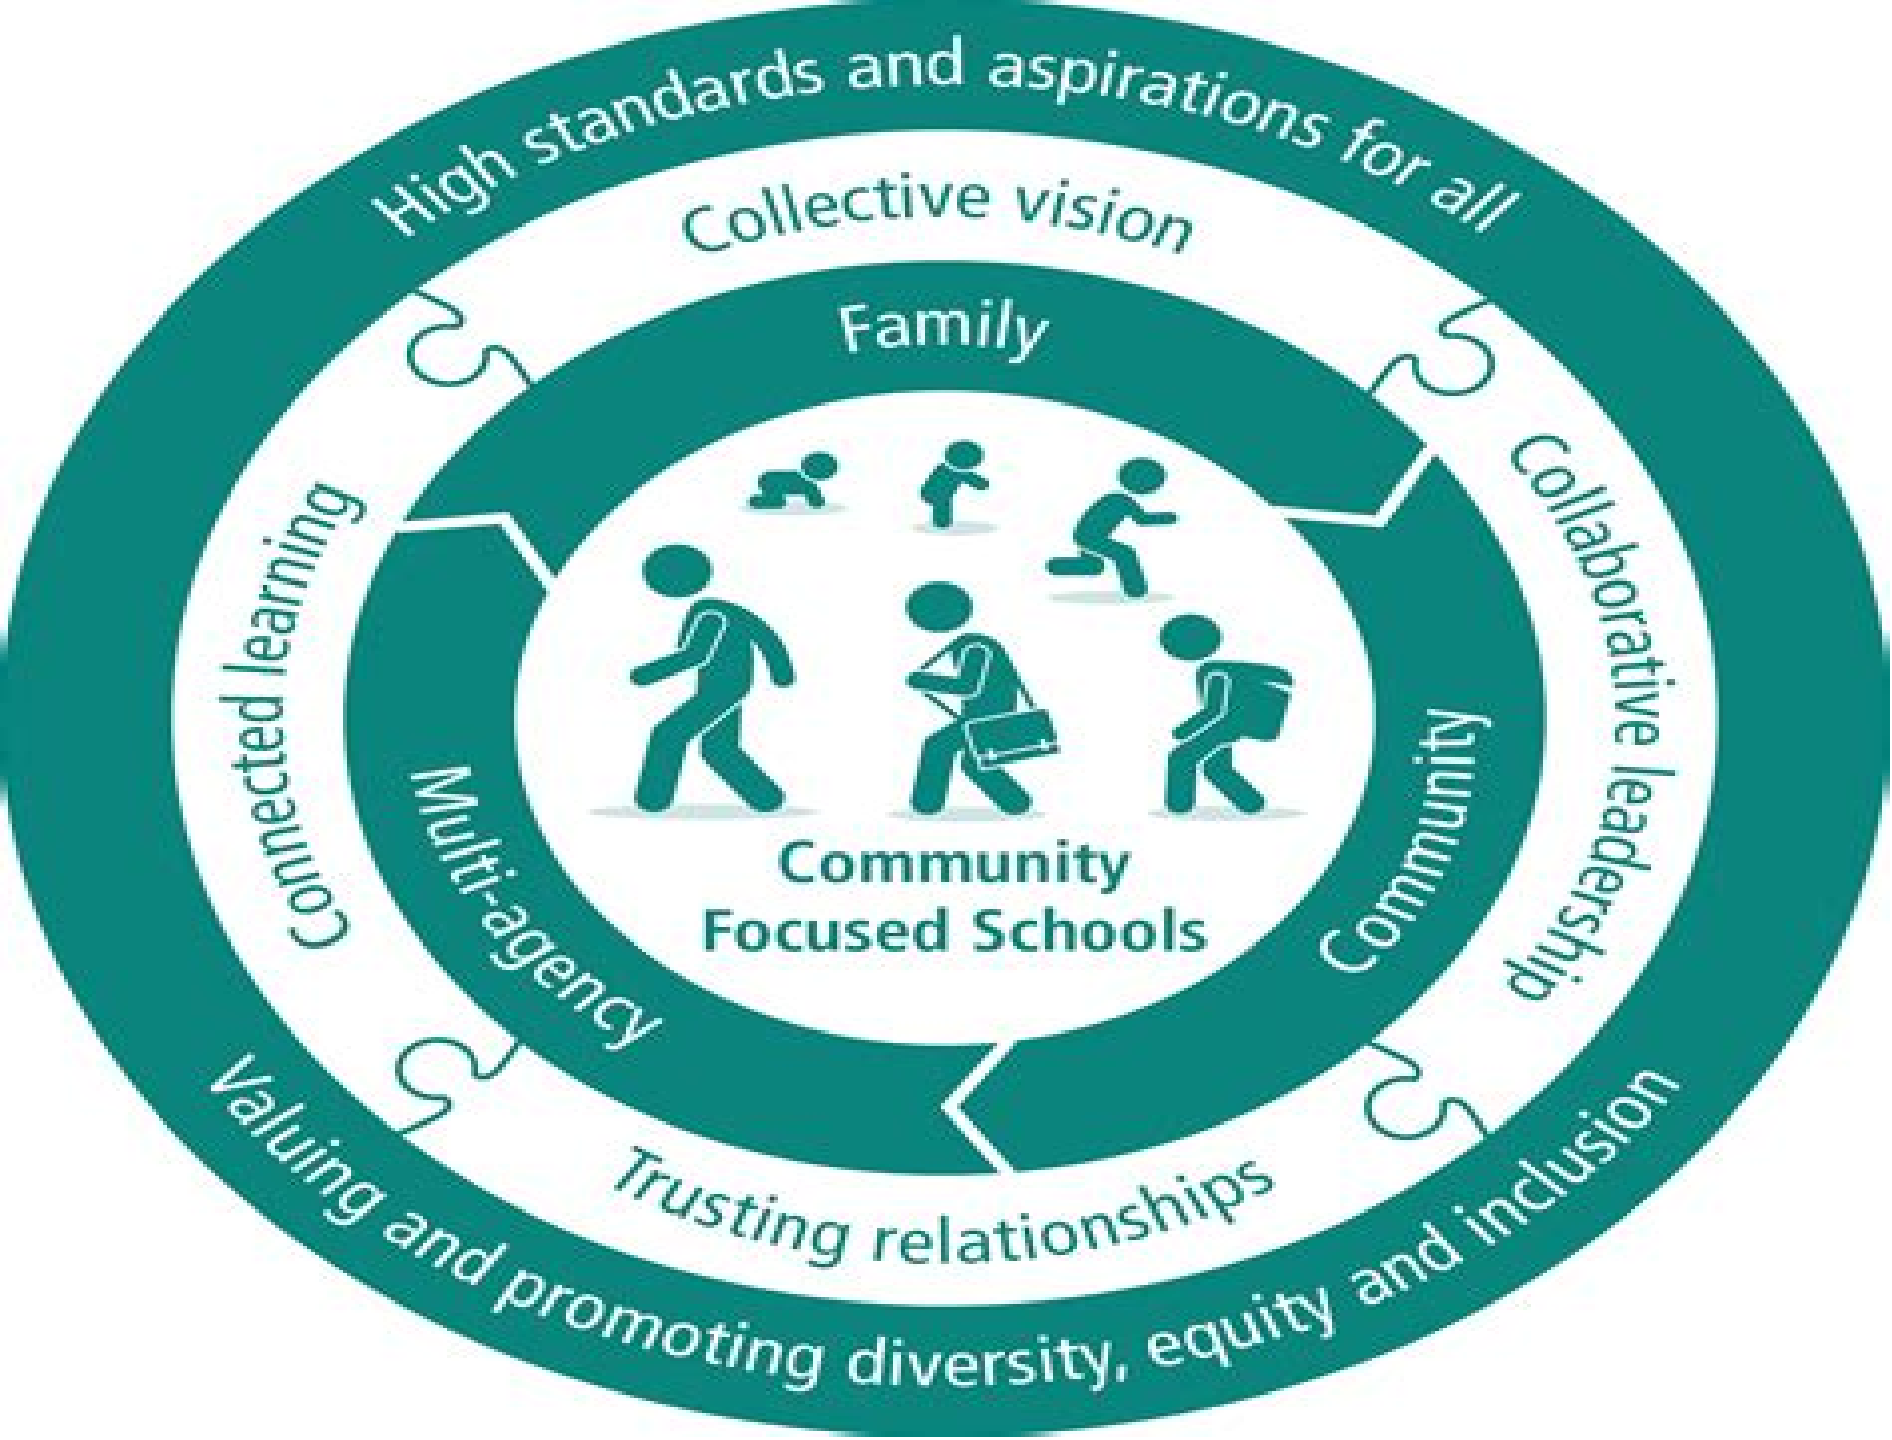 High standards and aspirations for all
Collective vision
Family
Connected learning
Collaborative leadership
Multi-agency
Community
Community
Focused Schools
Trusting relationships
Valuing and promoting diversity, equity and inclusion